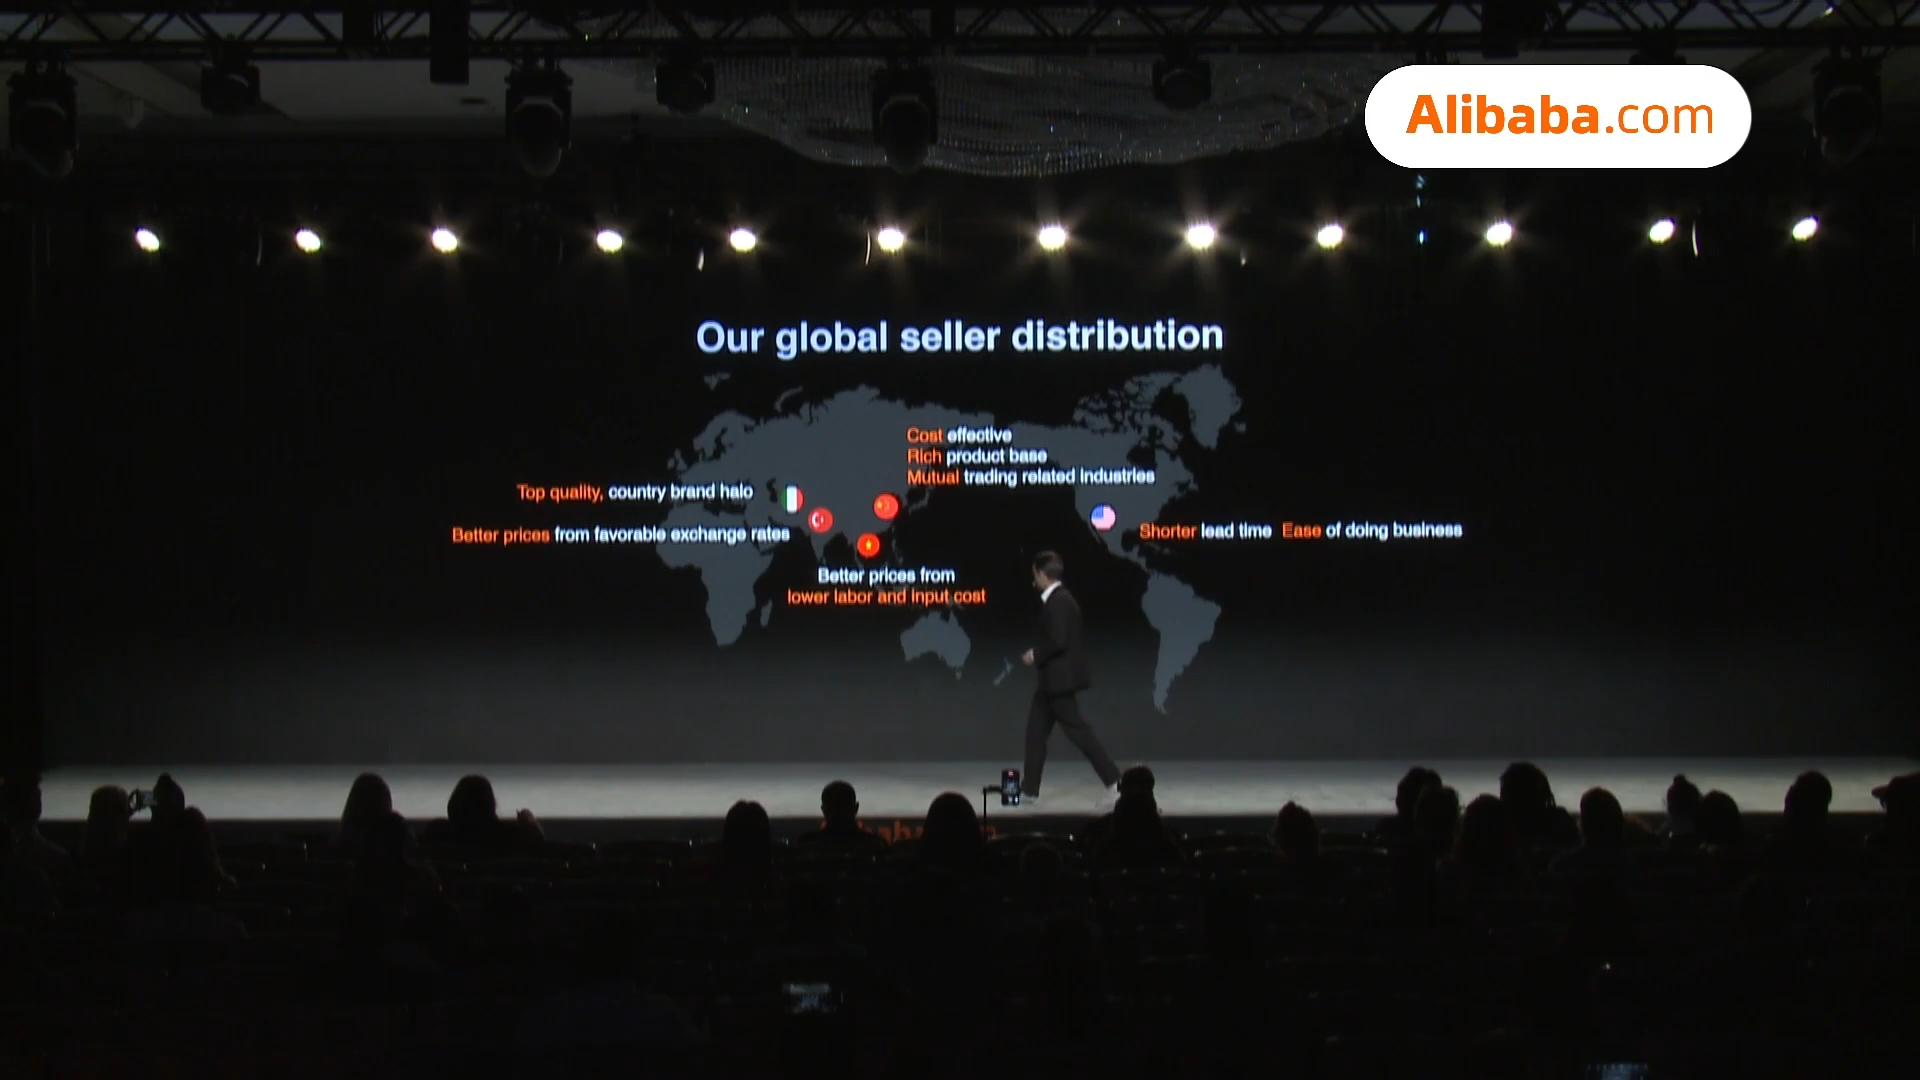 Alibaba.com
Our global seller distribution
Cost effective
Rich product base
Mutual trading related industries
Top quality, country brand halo
Better prices from favorable exchange rates
Shorter lead time Ease of doing business
Better prices from
lower labor and input cost